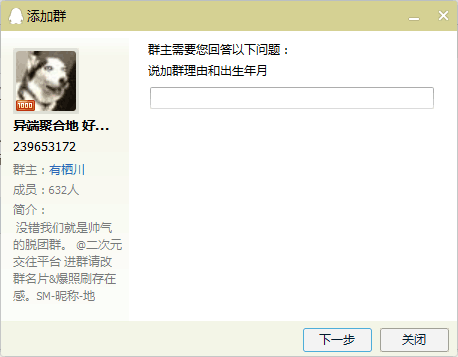 添加群
群主需要您回答以下问题：
说加群理由和出生年月
1000
异端聚合地 好...
239653172
群主：有栖川
成员：632人
简介：
没错我们就是帅气
的脱团群。 @二次元
交往平台 进群请改
群名片&爆照刷存在
感。SM-昵称-地
下一步
关闭